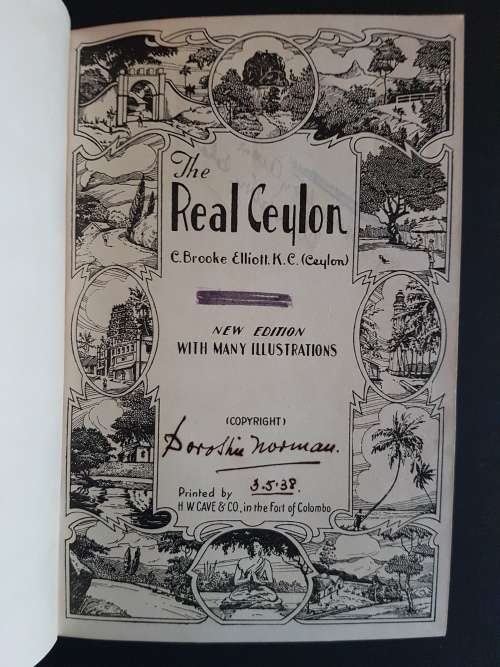 The
Real Ceylon
C. Brooke Elliott. K. C. (Ceylon)
NEW EDITION
WITH MANY ILLUSTRATIONS
(COPYRIGHT)
Dorothie Norman.
3.5.38.
Printed by
H. W. CAVE & CO., in the Fort of Colombo